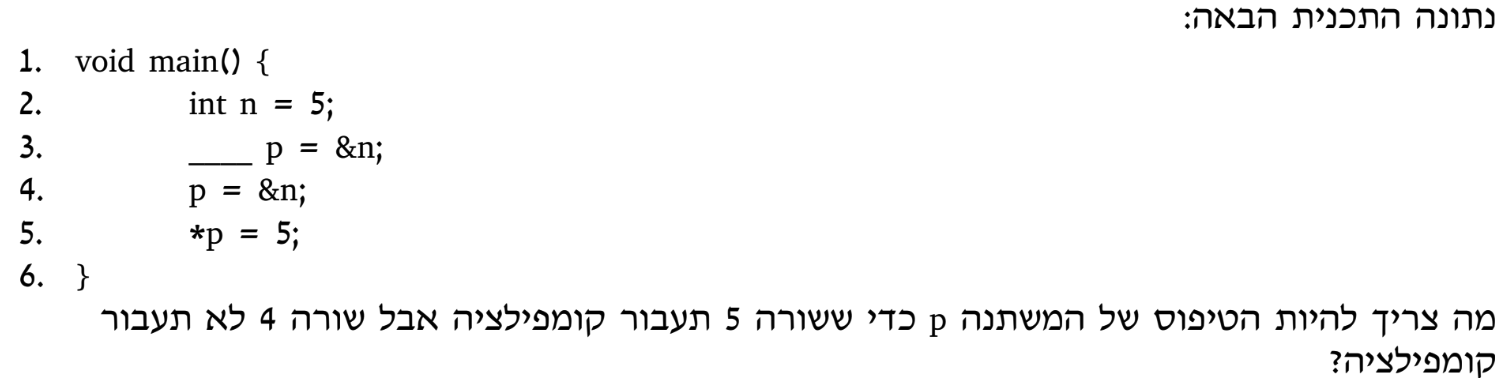 נתונה התכנית הבאה:
1. void main() {
2. int n = 5;
3. ____ p = &n;
4. p = &n;
5. *p = 5;
6. }
מה צריך להיות הטיפוס של המשתנה p כדי ששורה 5 תעבור קומפילציה אבל שורה 4 לא תעבור
קומפילציה?